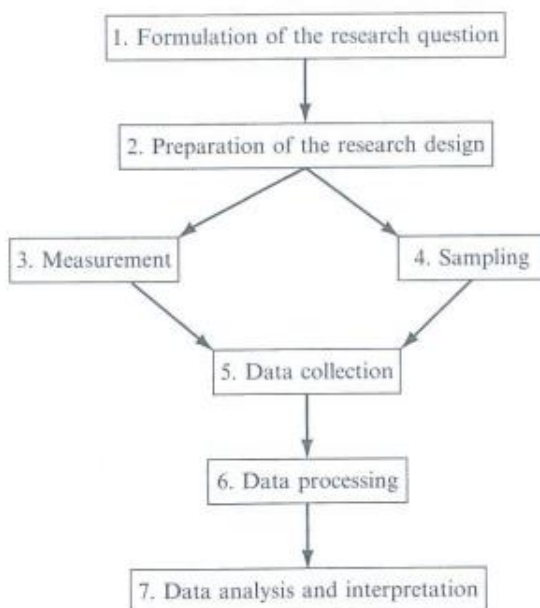 1. Formulation of the research question
2. Preparation of the research design
3. Measurement
4. Sampling
5. Data collection
6. Data processing
7. Data analysis and interpretation